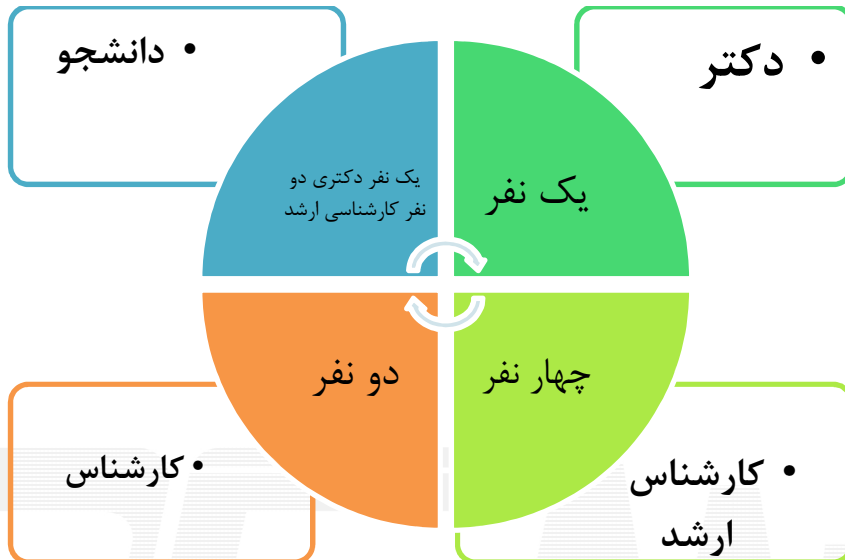 • دکتر
• دانشجو
یک نفر
یک نفر دکتری دو
نفر کارشناسی ارشد
چهار نفر
دو نفر
• کارشناس
ارشد
• کارشناس